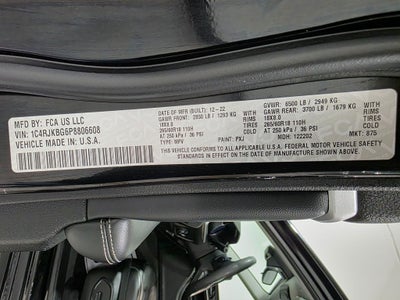 MFD BY: FCA US LLC
VIN: 1C4RJKBG6P8806608
VEHICLE MADE IN: U.S.A.
DATE OF MFR (BUILT): 12-22
GAWR FRONT: 2850 LB / 1293 KG
18X8.0
265/60R18 110H
AT 250 kPa / 36 PSI
TYPE: MPV PAINT: PXJ
GVWR: 6500 LB / 2949 KG
GAWR REAR: 3700 LB / 1679 KG
18X8.0
265/60R18 110H
AT 250 kPa / 36 PSI
MDH: 122202 MKT: 875
THIS VEHICLE CONFORMS TO ALL APPLICABLE U.S.A. FEDERAL MOTOR VEHICLE SAFETY
STANDARDS IN EFFECT ON THE DATE OF MANUFACTURE SHOWN ABOVE.